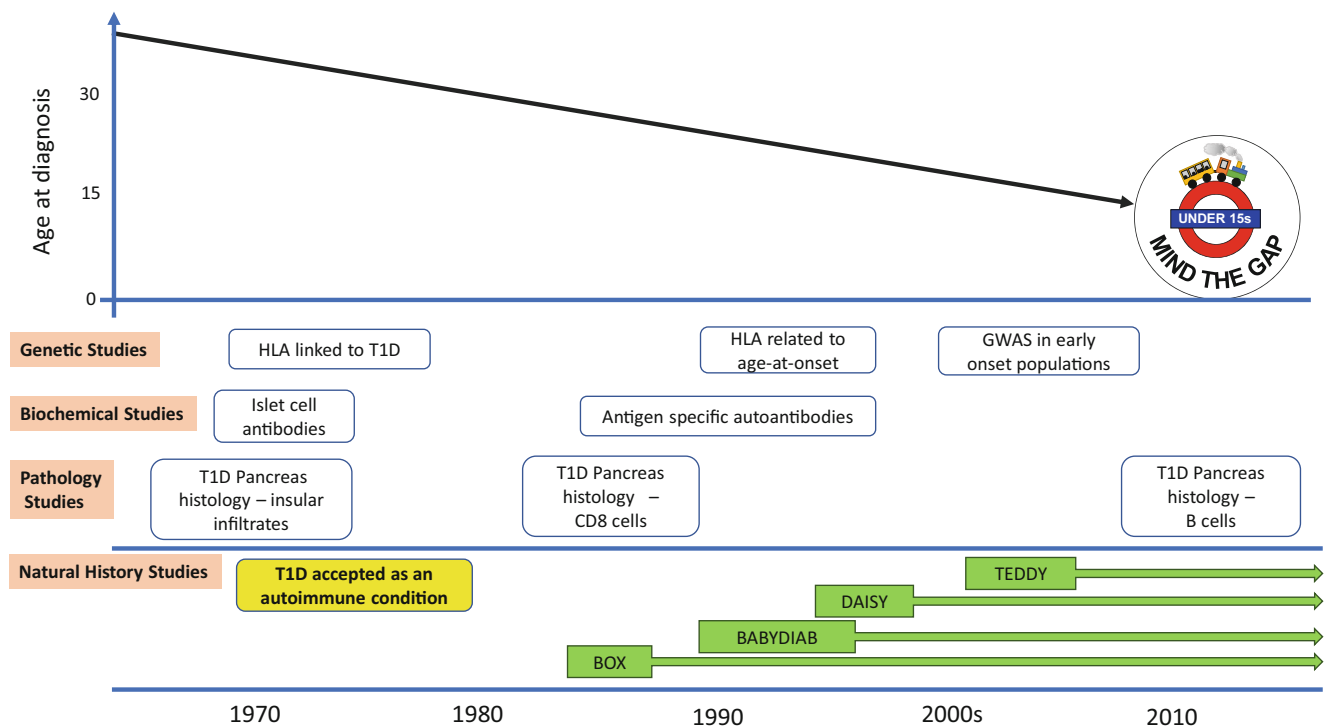 Age at diagnosis
30
15
0
UNDER 15s
MIND THE GAP
Genetic Studies
HLA linked to T1D
HLA related to
age-at-onset
GWAS in early
onset populations
Biochemical Studies
Islet cell
antibodies
Antigen specific autoantibodies
Pathology
Studies
T1D Pancreas
histology – insular
infiltrates
T1D Pancreas
histology –
CD8 cells
T1D Pancreas
histology –
B cells
Natural History Studies
T1D accepted as an
autoimmune condition
TEDDY
DAISY
BABYDIAB
BOX
1970
1980
1990
2000s
2010